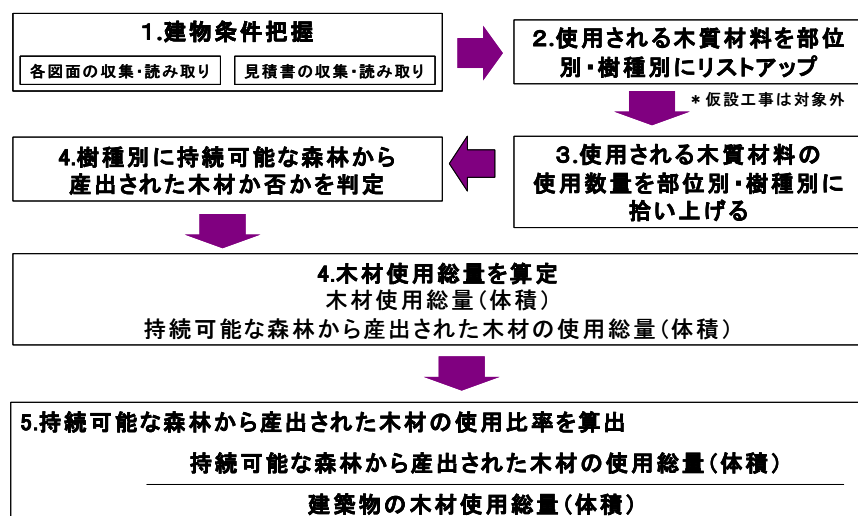 1.建物条件把握
各図面の収集・読み取り
見積書の収集・読み取り
2.使用される木質材料を部位
別・樹種別にリストアップ
*仮設工事は対象外
3.使用される木質材料の
使用数量を部位別・樹種別に
拾い上げる
4.樹種別に持続可能な森林から
産出された木材か否かを判定
4.木材使用総量を算定
木材使用総量(体積)
持続可能な森林から産出された木材の使用総量(体積)
5.持続可能な森林から産出された木材の使用比率を算出
持続可能な森林から産出された木材の使用総量(体積)
建築物の木材使用総量(体積)